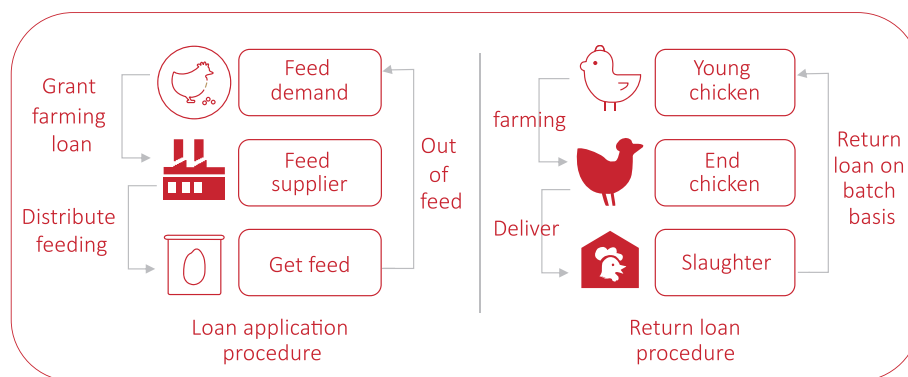 Grant
farming
loan
Feed
demand
Feed
supplier
Distribute
feeding
Get feed
Out
of
feed
Loan application
procedure
Young
chicken
farming
End
chicken
Deliver
Slaughter
Return
loan on
batch
basis
Return loan
procedure